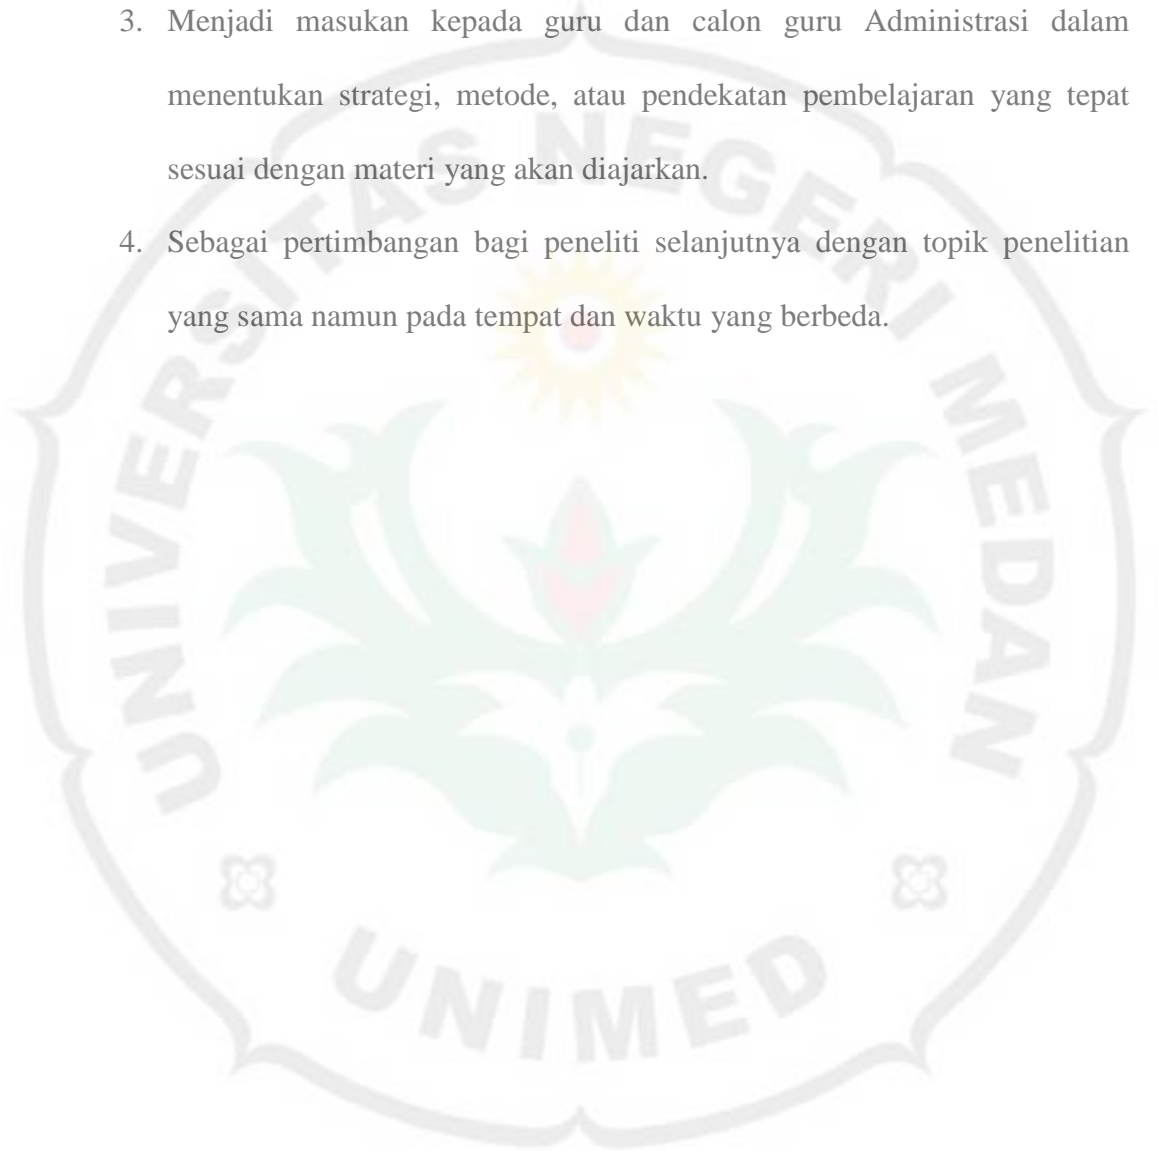 3. Menjadi masukan kepada guru dan calon guru Administrasi dalam
menentukan strategi, metode, atau pendekatan pembelajaran yang tepat
sesuai dengan materi yang akan diajarkan.
4. Sebagai pertimbangan bagi peneliti selanjutnya dengan topik penelitian
yang sama namun pada tempat dan waktu yang berbeda.
UNIVERSITAS NEGERI MEDAN
UNIMED